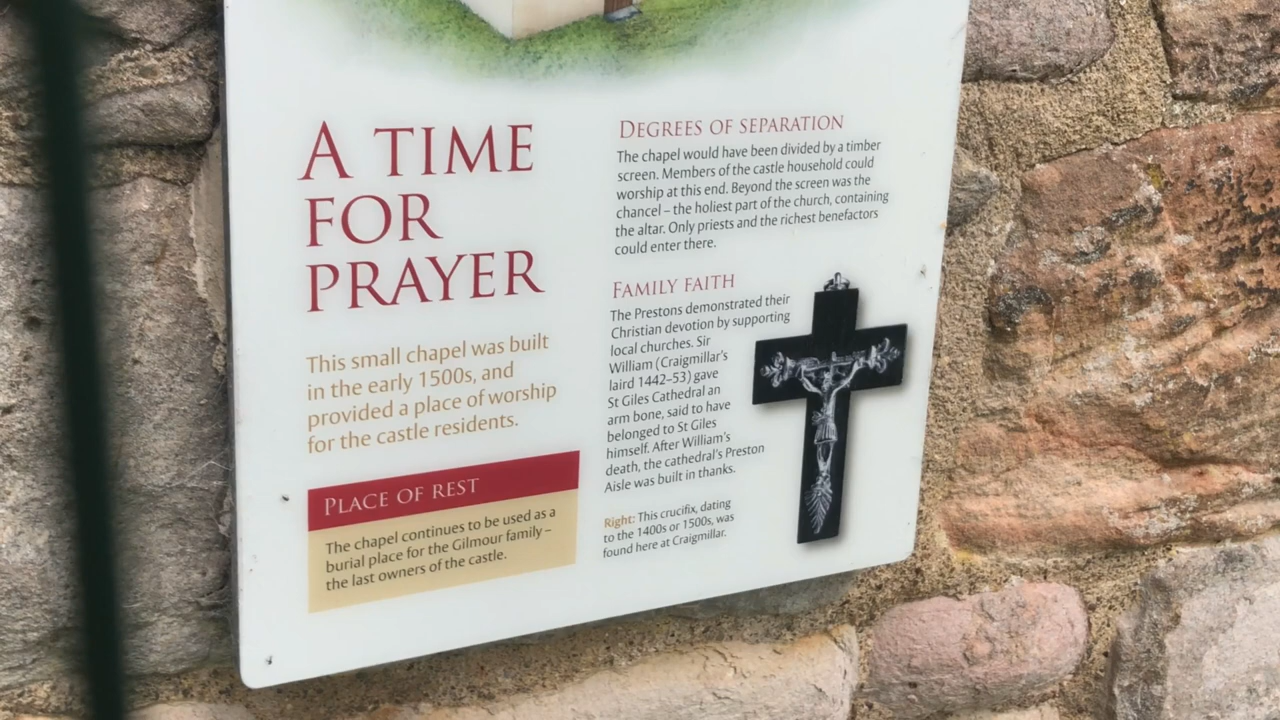 A TIME
FOR
PRAYER
This small chapel was built
in the early 1500s, and
provided a place of worship
for the castle residents.
PLACE OF REST
The chapel continues to be used as a
burial place for the Gilmour family –
the last owners of the castle.
DEGREES OF SEPARATION
The chapel would have been divided by a timber
screen. Members of the castle household could
worship at this end. Beyond the screen was the
chancel – the holiest part of the church, containing
the altar. Only priests and the richest benefactors
could enter there.
FAMILY FAITH
The Prestons demonstrated their
Christian devotion by supporting
local churches. Sir
William (Craigmillar's
laird 1442–53) gave
St Giles Cathedral an
arm bone, said to have
belonged to St Giles
himself. After William's
death, the cathedral's Preston
Aisle was built in thanks.
Right: This crucifix, dating
to the 1400s or 1500s, was
found here at Craigmillar.